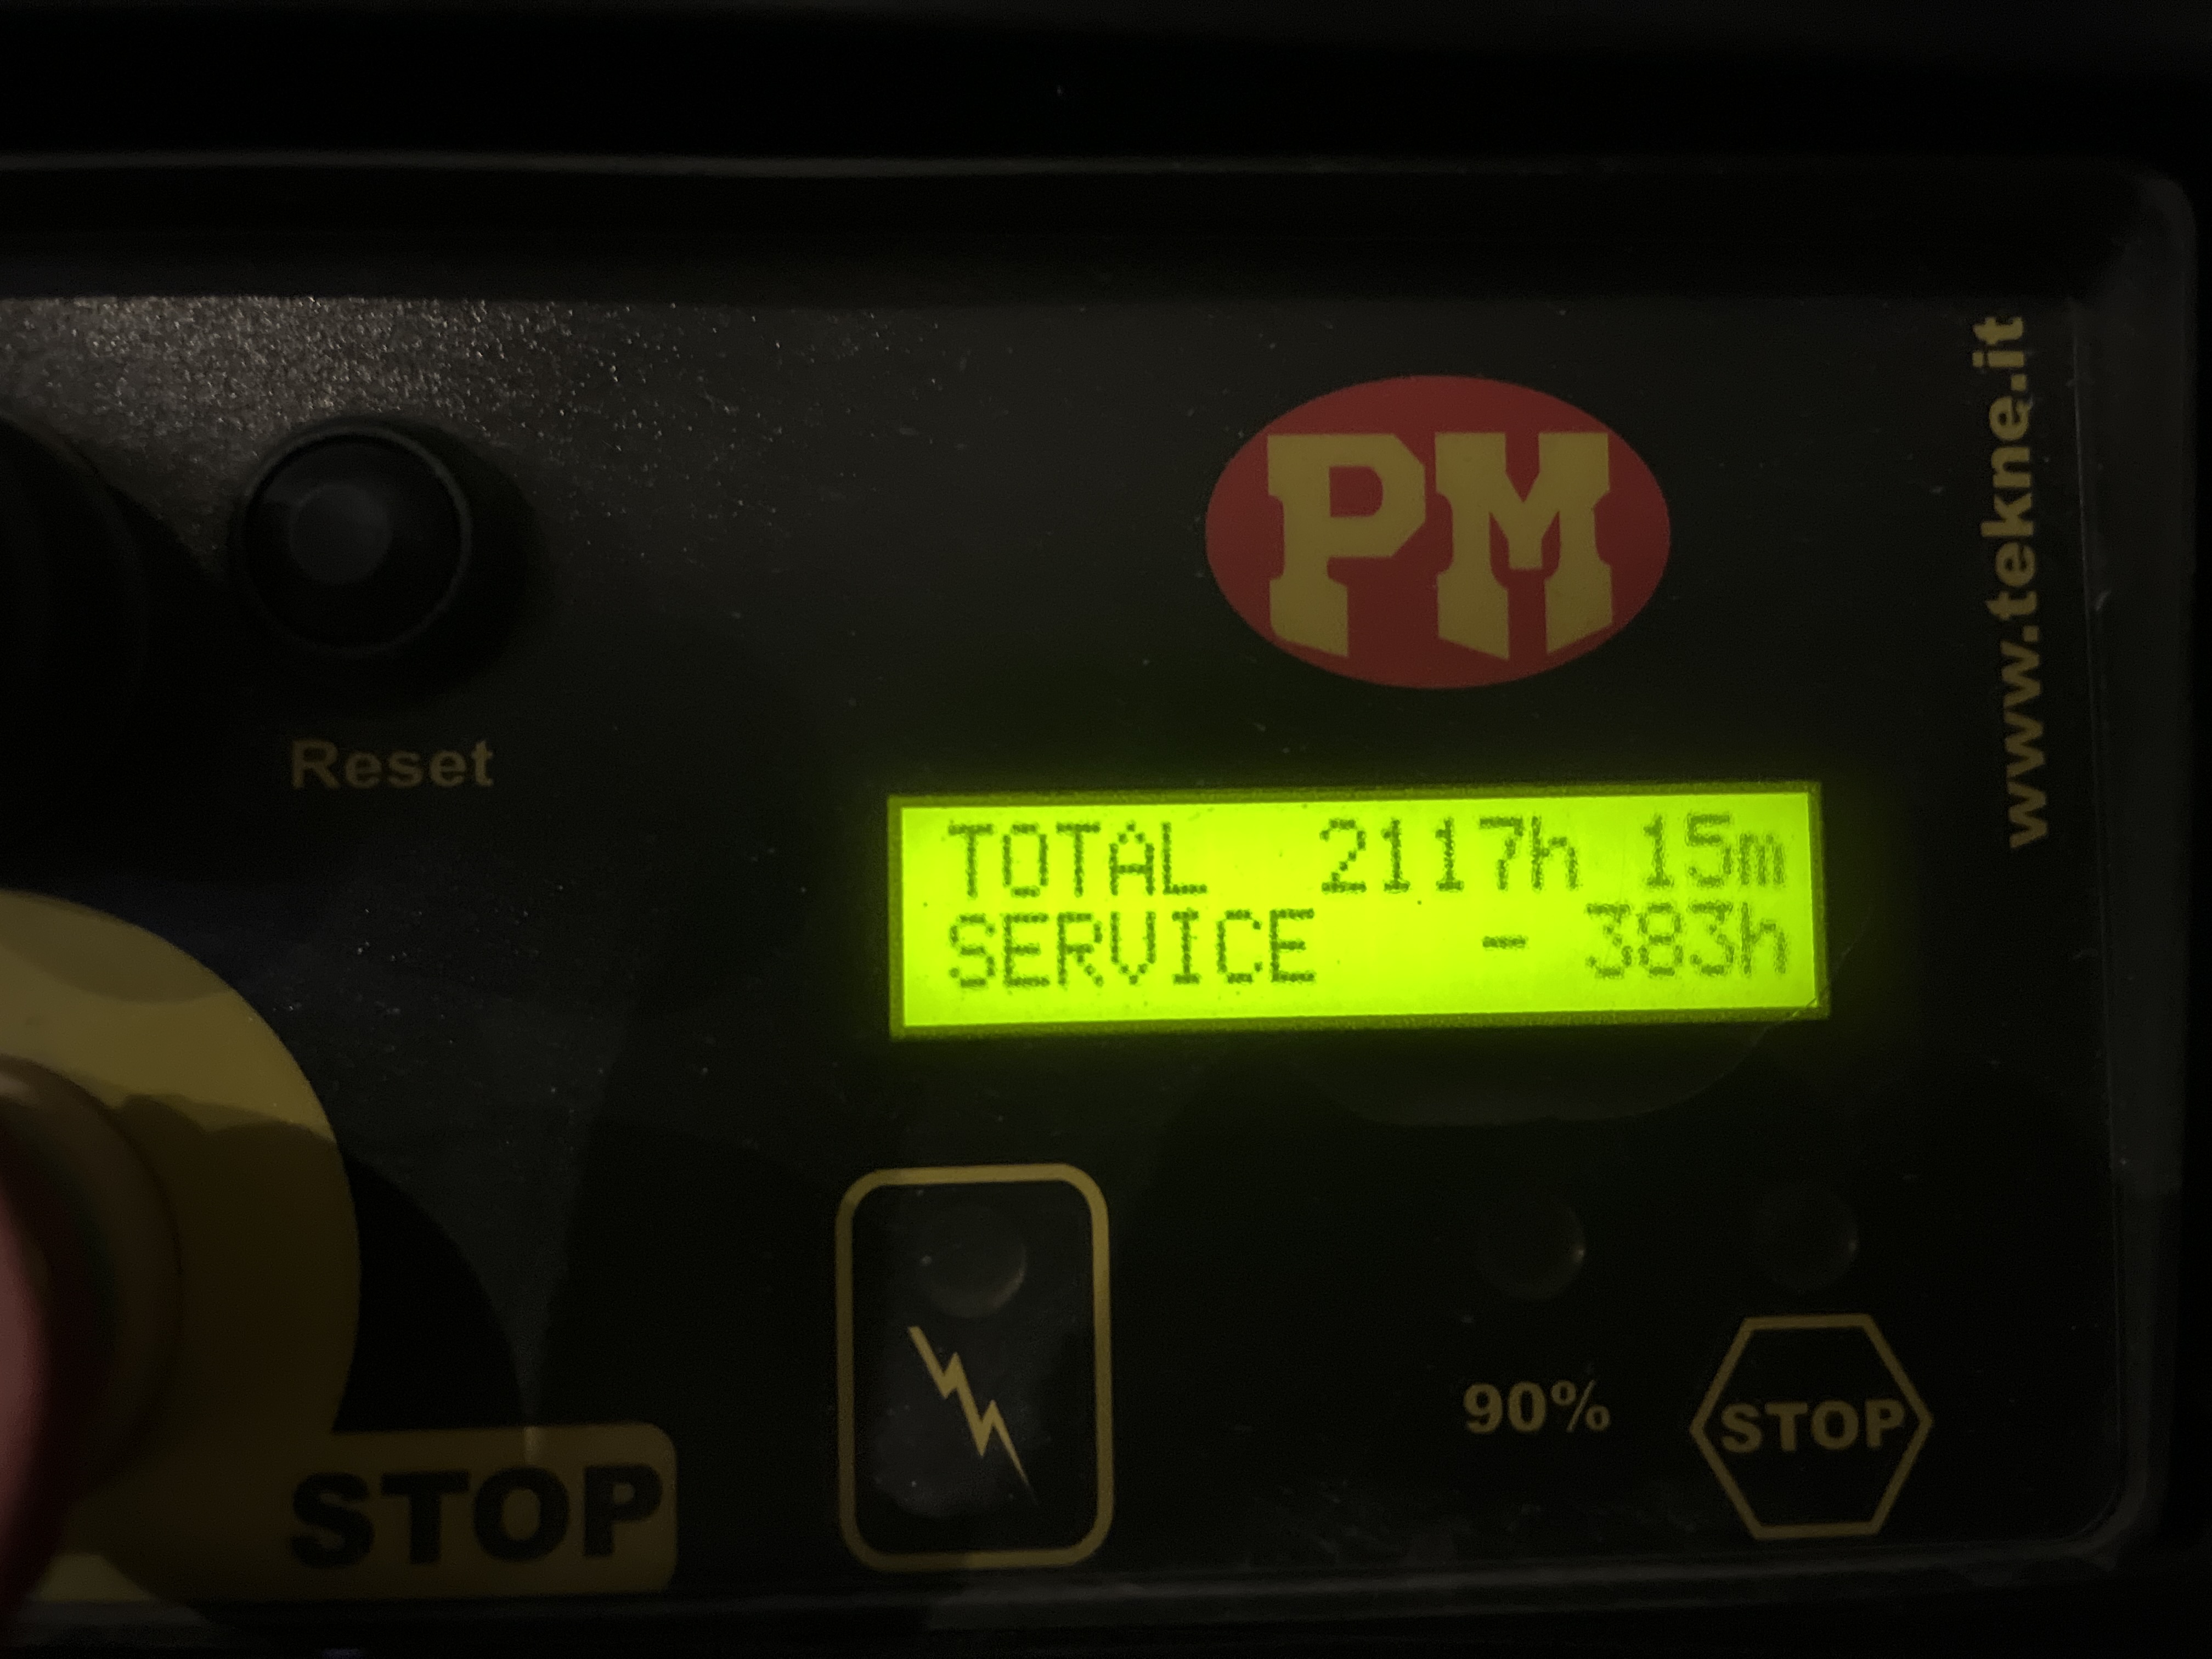 PM
www.tekne.it
Reset
TOTAL 2117h 15m
SERVICE - 383h
90%
STOP
STOP